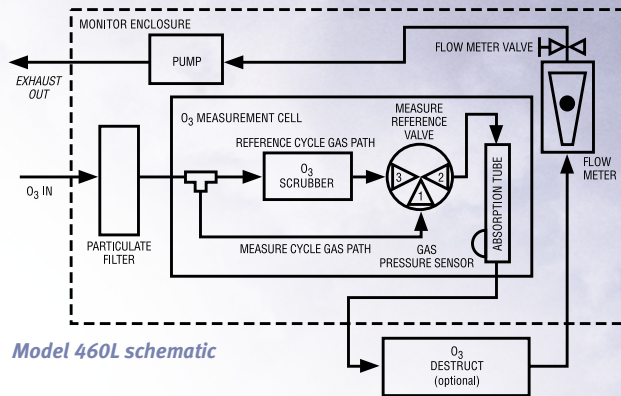 MONITOR ENCLOSURE
PUMP
FLOW METER VALVE
EXHAUST
OUT
O₃ MEASUREMENT CELL
MEASURE
REFERENCE
VALVE
REFERENCE CYCLE GAS PATH
O₃
SCRUBBER
3
2
1
ABSORPTION TUBE
FLOW
METER
O₃ IN
PARTICULATE
FILTER
MEASURE CYCLE GAS PATH
GAS
PRESSURE SENSOR
Model 460L schematic
O₃
DESTRUCT
(optional)